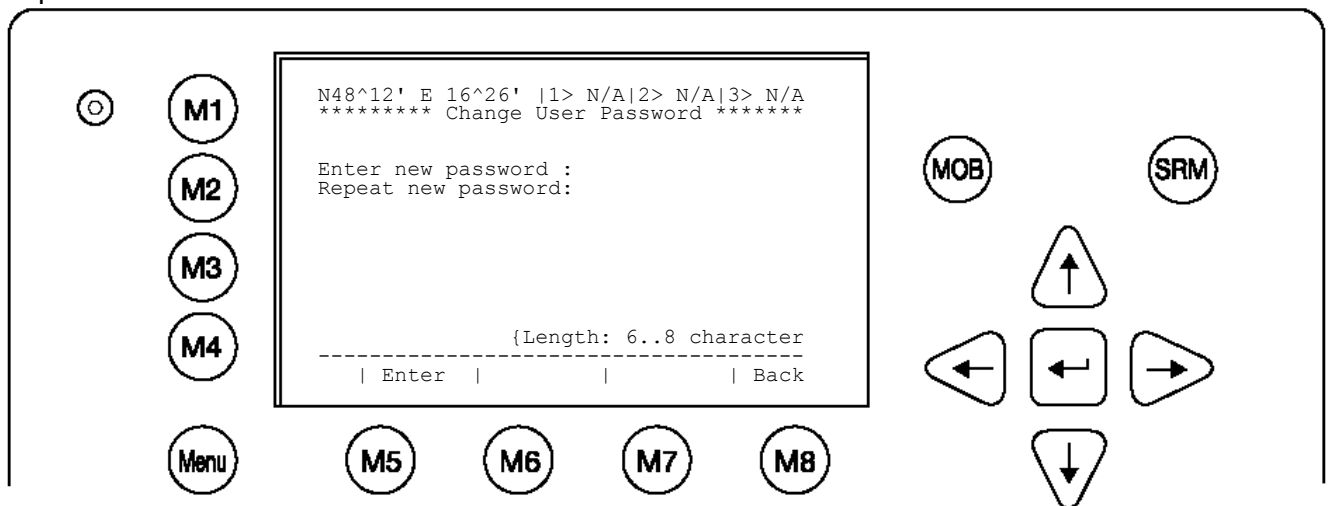 N48^12' E 16^26' |1> N/A|2> N/A|3> N/A
********* Change User Password *******
Enter new password :
Repeat new password:
{Length: 6..8 character
--------------------------------------
| Enter | | | Back
M1
M2
M3
M4
Menu
M5 M6 M7 M8
MOB SRM